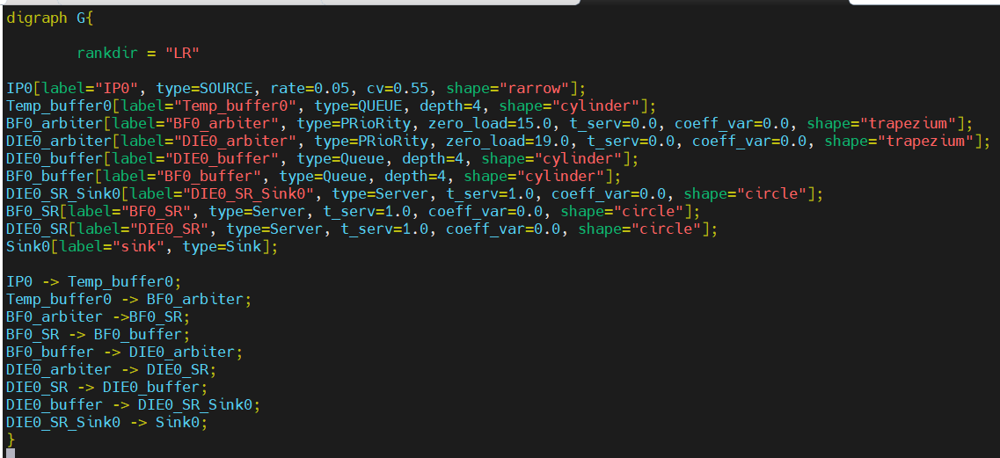 digraph G{
rankdir = "LR"
IP0[label="IP0", type=SOURCE, rate=0.05, cv=0.55, shape="rarrow"];
Temp_buffer0[label="Temp_buffer0", type=QUEUE, depth=4, shape="cylinder"];
BF0_arbiter[label="BF0_arbiter", type=PRioRity, zero_load=15.0, t_serv=0.0, coeff_var=0.0, shape="trapezium"];
DIE0_arbiter[label="DIE0_arbiter", type=PRioRity, zero_load=19.0, t_serv=0.0, coeff_var=0.0, shape="trapezium"];
DIE0_buffer[label="DIE0_buffer", type=Queue, depth=4, shape="cylinder"];
BF0_buffer[label="BF0_buffer", type=Queue, depth=4, shape="cylinder"];
DIE0_SR_Sink0[label="DIE0_SR_Sink0", type=Server, t_serv=1.0, coeff_var=0.0, shape="circle"];
BF0_SR[label="BF0_SR", type=Server, t_serv=1.0, coeff_var=0.0, shape="circle"];
DIE0_SR[label="DIE0_SR", type=Server, t_serv=1.0, coeff_var=0.0, shape="circle"];
Sink0[label="sink", type=Sink];
IP0 -> Temp_buffer0;
Temp_buffer0 -> BF0_arbiter;
BF0_arbiter ->BF0_SR;
BF0_SR -> BF0_buffer;
BF0_buffer -> DIE0_arbiter;
DIE0_arbiter -> DIE0_SR;
DIE0_SR -> DIE0_buffer;
DIE0_buffer -> DIE0_SR_Sink0;
DIE0_SR_Sink0 -> Sink0;
}